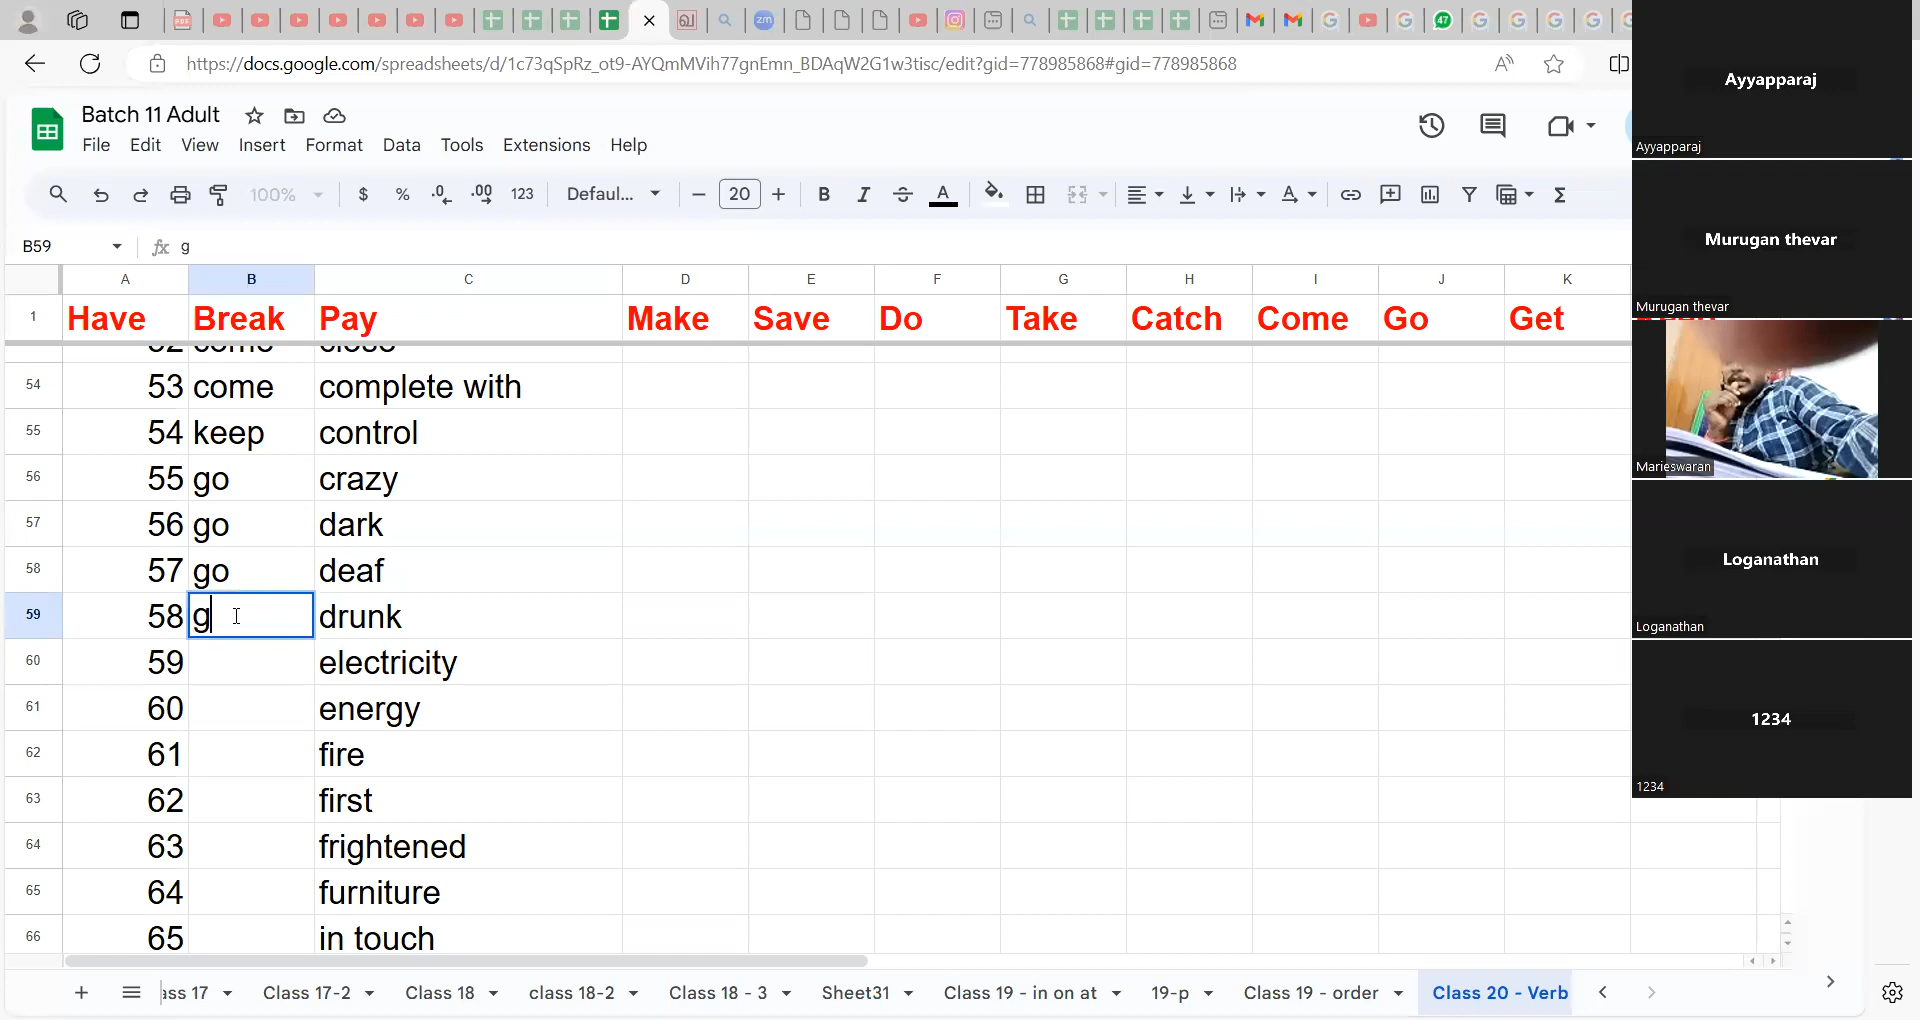 https://docs.google.com/spreadsheets/d/1c73qSpRz_ot9-AYQmMVih77gnEmn_BDAqW2G1w3tisc/edit?gid=778985868#gid=778985868
Batch 11 Adult
File Edit View Insert Format Data Tools Extensions Help
100% $ % .0 .00 123 Defaul... 20 B I A
B59 fx g
A B C D E F G H I J K
1 Have Break Pay Make Save Do Take Catch Come Go Get
54 53 come complete with
55 54 keep control
56 55 go crazy
57 56 go dark
58 57 go deaf
59 58 g drunk
60 59 electricity
61 60 energy
62 61 fire
63 62 first
64 63 frightened
65 64 furniture
66 65 in touch
ass 17 Class 17-2 Class 18 class 18-2 Class 18 - 3 Sheet31 Class 19 - in on at 19-p Class 19 - order Class 20 - Verb
Ayyapparaj
Ayyapparaj
Murugan thevar
Murugan thevar
Marieswaran
Loganathan
Loganathan
1234
1234